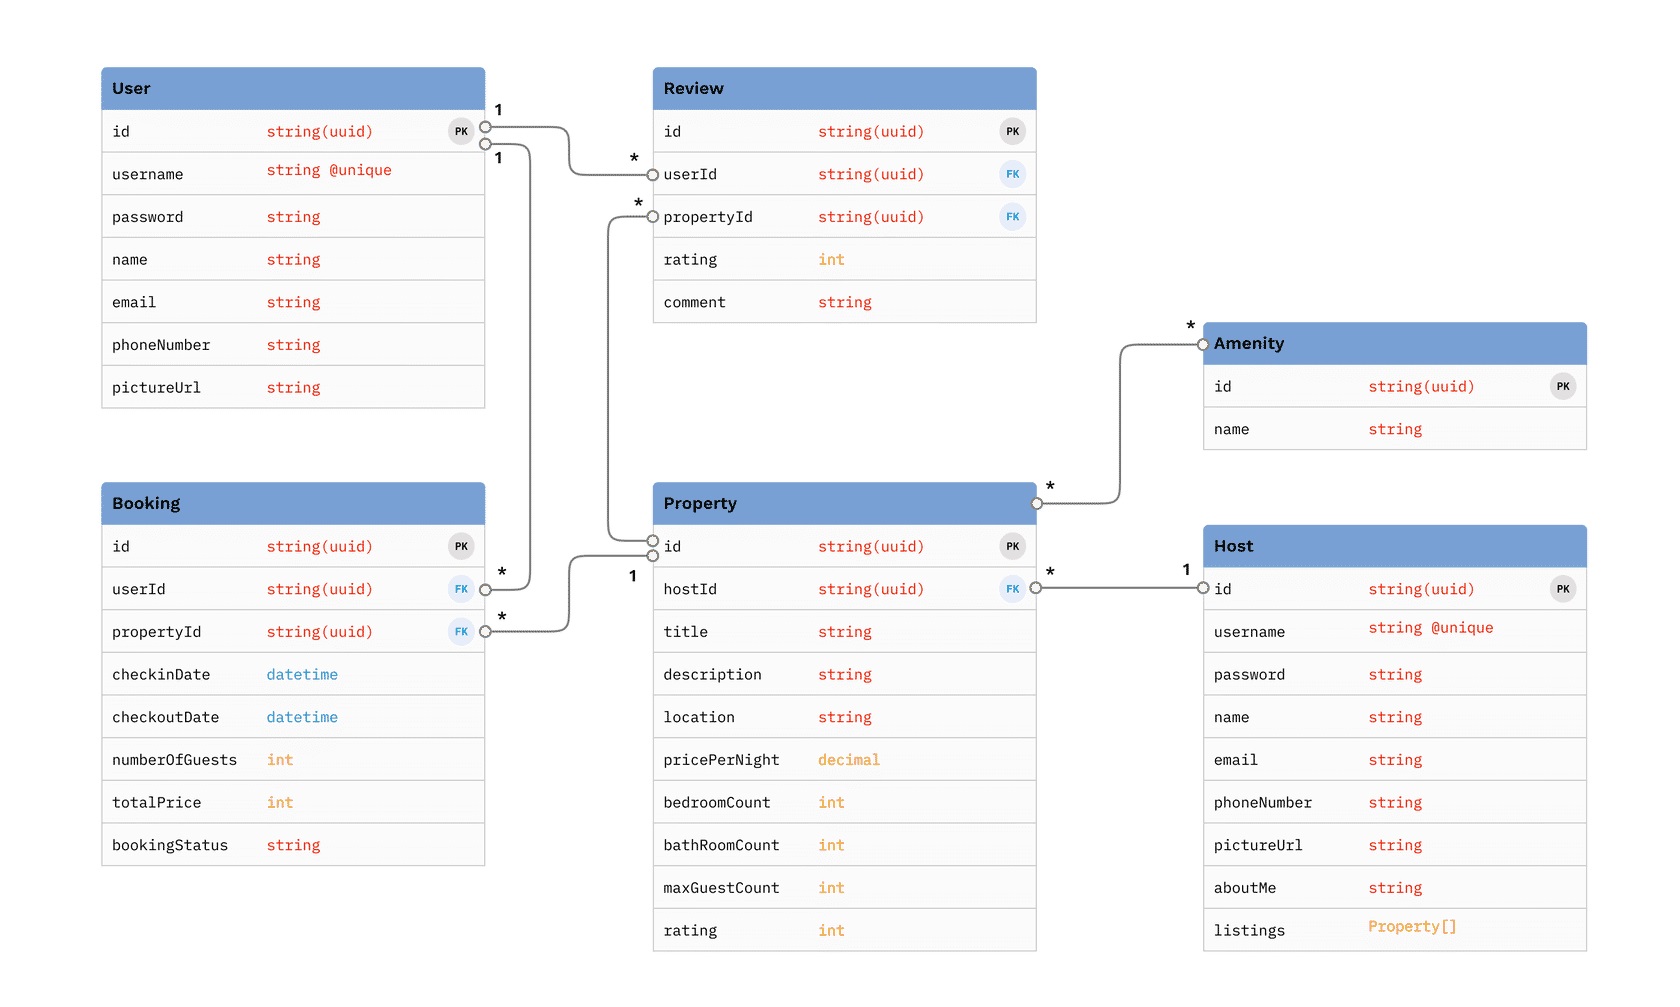 User
id string(uuid) PK
username string @unique
password string
name string
email string
phoneNumber string
pictureUrl string
1
1
Review
id string(uuid) PK
* userId string(uuid) FK
* propertyId string(uuid) FK
rating int
comment string
* Amenity
id string(uuid) PK
name string
Booking
id string(uuid) PK
userId string(uuid) FK *
propertyId string(uuid) FK *
checkinDate datetime
checkoutDate datetime
numberOfGuests int
totalPrice int
bookingStatus string
Property *
id string(uuid) PK
1
hostId string(uuid) FK *
title string
description string
location string
pricePerNight decimal
bedroomCount int
bathRoomCount int
maxGuestCount int
rating int
Host
1 id string(uuid) PK
username string @unique
password string
name string
email string
phoneNumber string
pictureUrl string
aboutMe string
listings Property[]